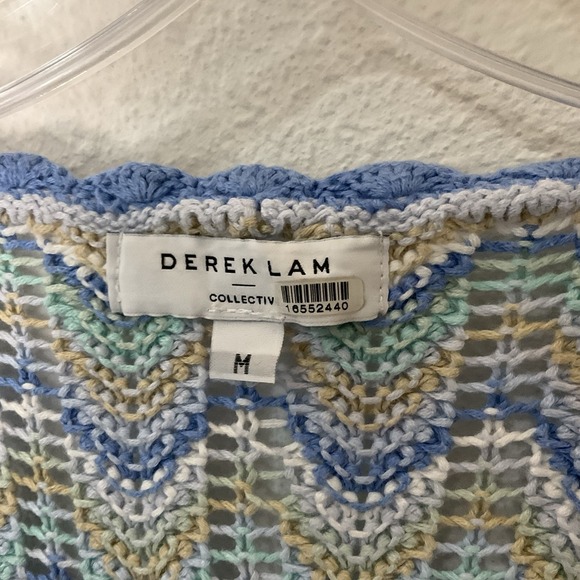 DEREK LAM
COLLECTIV
16552440
M